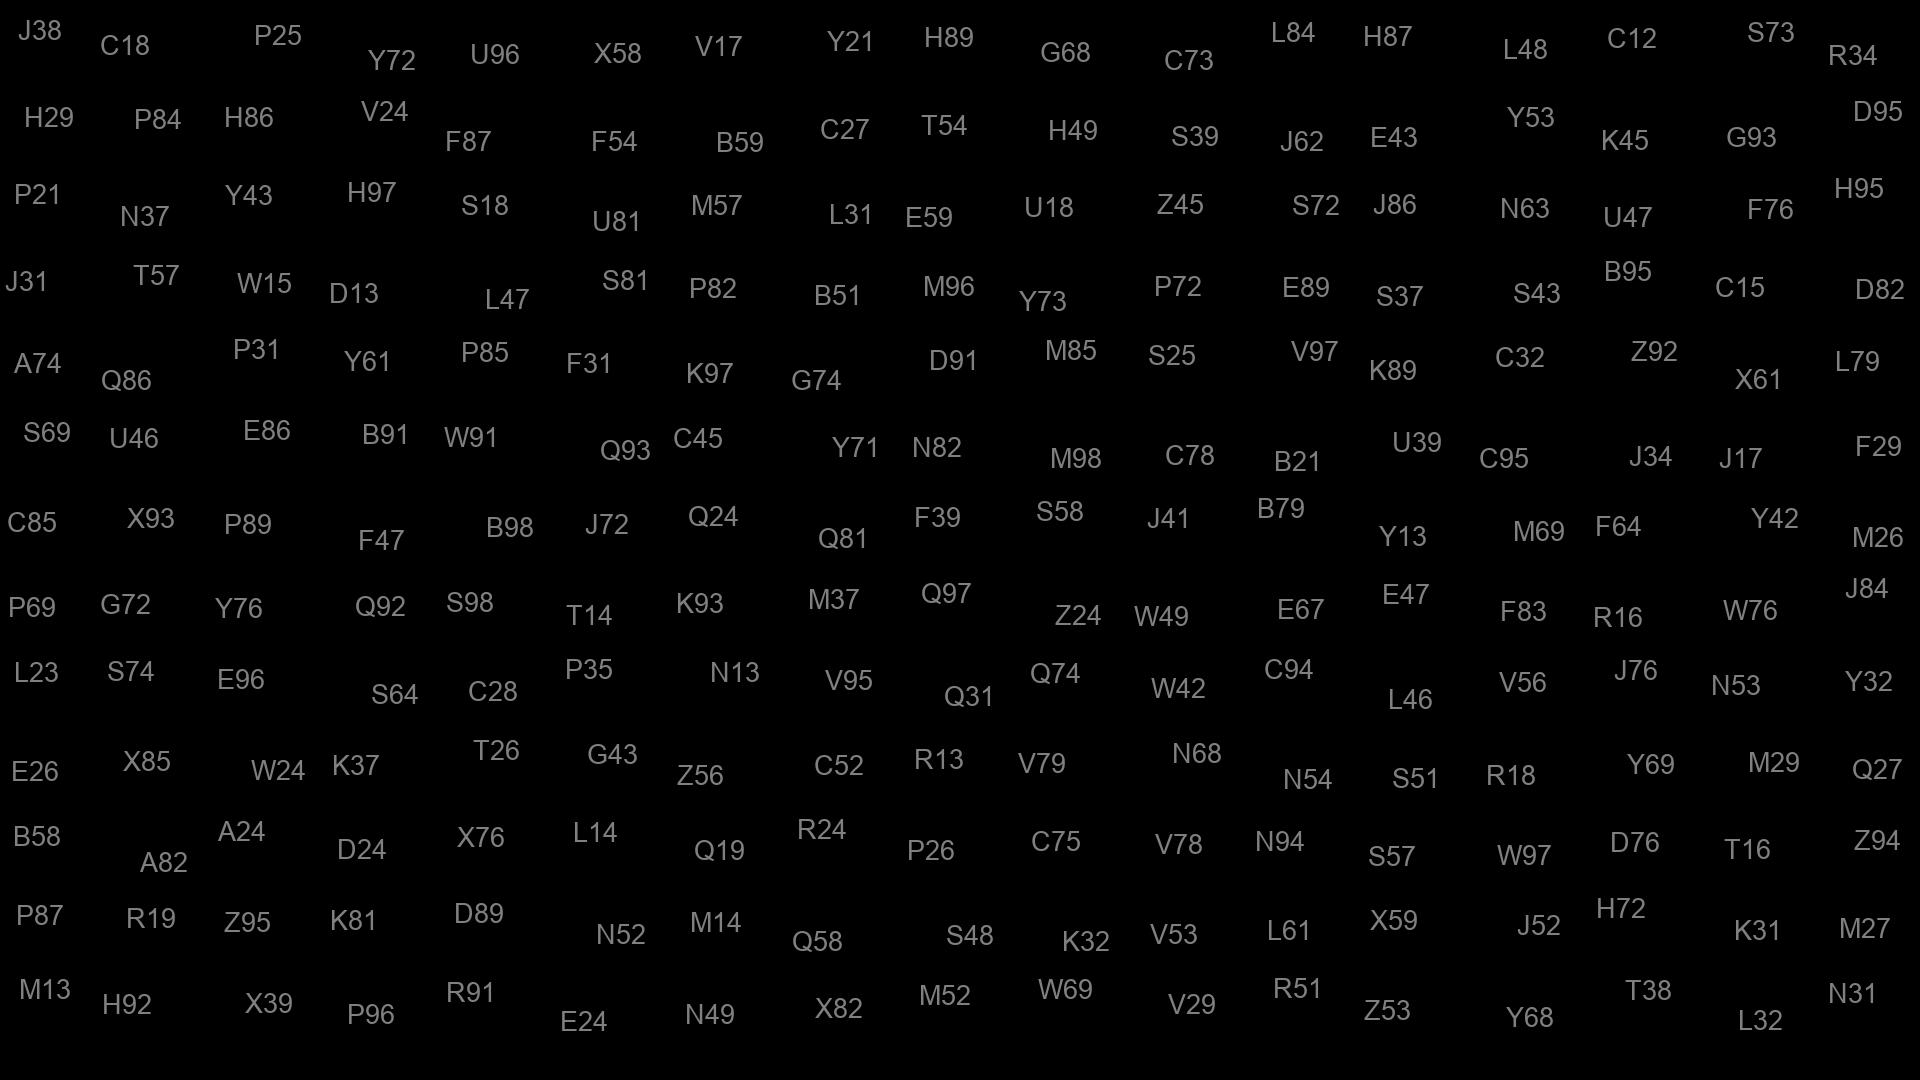 J38 C18 P25 Y72 U96 X58 V17 Y21 H89 G68 C73 L84 H87 L48 C12 S73 R34
H29 P84 H86 V24 F87 F54 B59 C27 T54 H49 S39 J62 E43 Y53 K45 G93 D95
P21 N37 Y43 H97 S18 U81 M57 L31 E59 U18 Z45 S72 J86 N63 U47 F76 H95
J31 T57 W15 D13 L47 S81 P82 B51 M96 Y73 P72 E89 S37 S43 B95 C15 D82
A74 Q86 P31 Y61 P85 F31 K97 G74 D91 M85 S25 V97 K89 C32 Z92 X61 L79
S69 U46 E86 B91 W91 Q93 C45 Y71 N82 M98 C78 B21 U39 C95 J34 J17 F29
C85 X93 P89 F47 B98 J72 Q24 Q81 F39 S58 J41 B79 Y13 M69 F64 Y42 M26
P69 G72 Y76 Q92 S98 T14 K93 M37 Q97 Z24 W49 E67 E47 F83 R16 W76 J84
L23 S74 E96 S64 C28 P35 N13 V95 Q31 Q74 W42 C94 L46 V56 J76 N53 Y32
E26 X85 W24 K37 T26 G43 Z56 C52 R13 V79 N68 N54 S51 R18 Y69 M29 Q27
B58 A82 A24 D24 X76 L14 Q19 R24 P26 C75 V78 N94 S57 W97 D76 T16 Z94
P87 R19 Z95 K81 D89 N52 M14 Q58 S48 K32 V53 L61 X59 J52 H72 K31 M27
M13 H92 X39 P96 R91 E24 N49 X82 M52 W69 V29 R51 Z53 Y68 T38 L32 N31